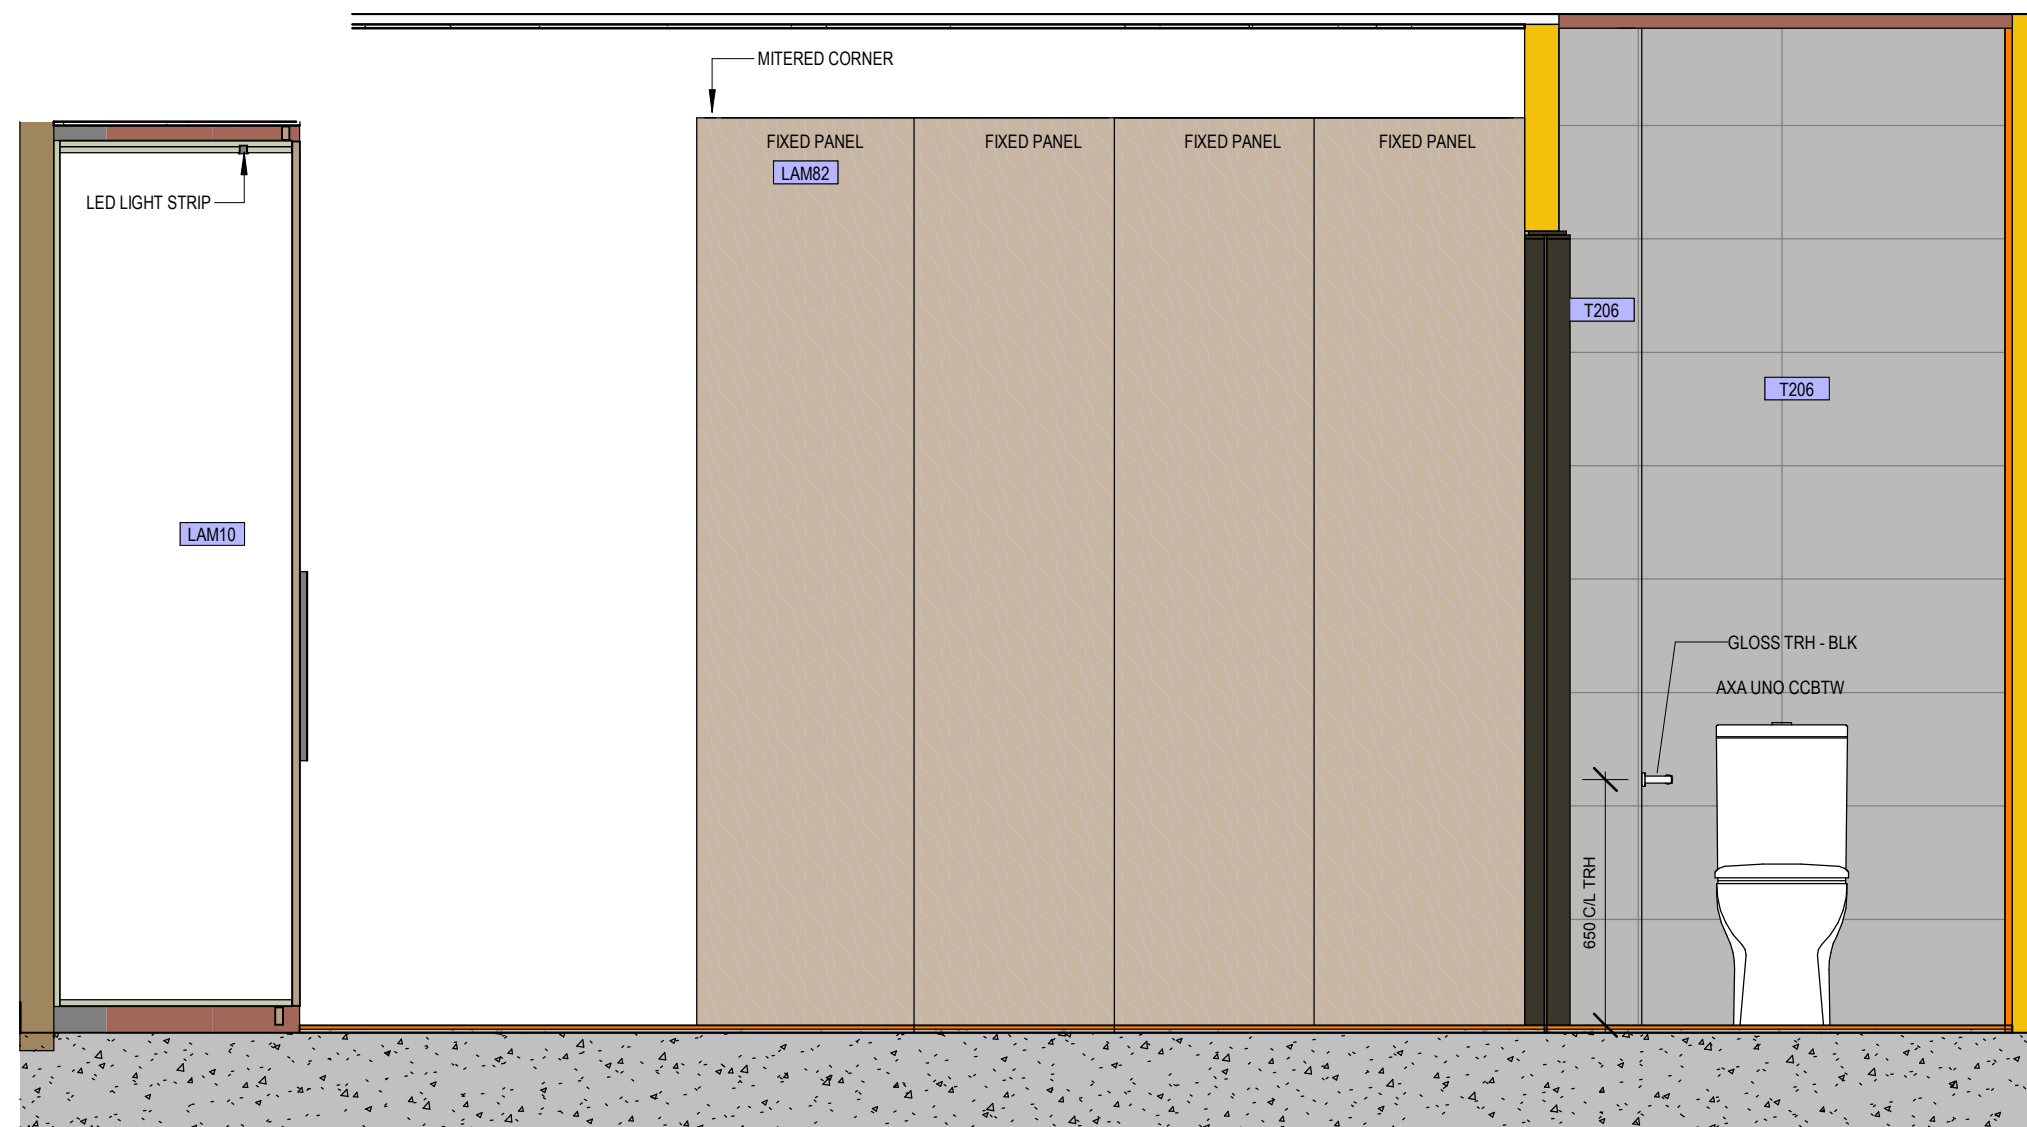 MITERED CORNER
FIXED PANEL
FIXED PANEL
FIXED PANEL
FIXED PANEL
LAM82
LED LIGHT STRIP
T206
T206
LAM10
GLOSS TRH - BLK
AXA UNO CCBTW
650 C/L TRH